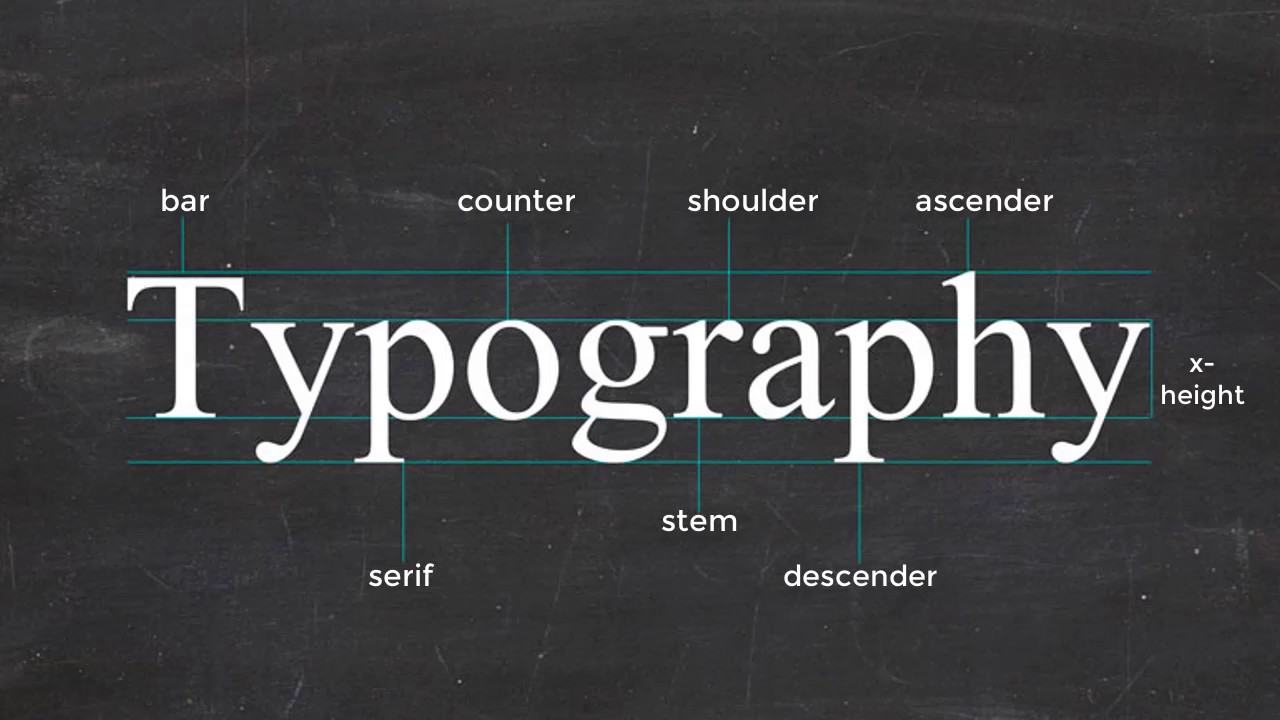 bar counter shoulder ascender
Typography
x-
height
stem
serif descender